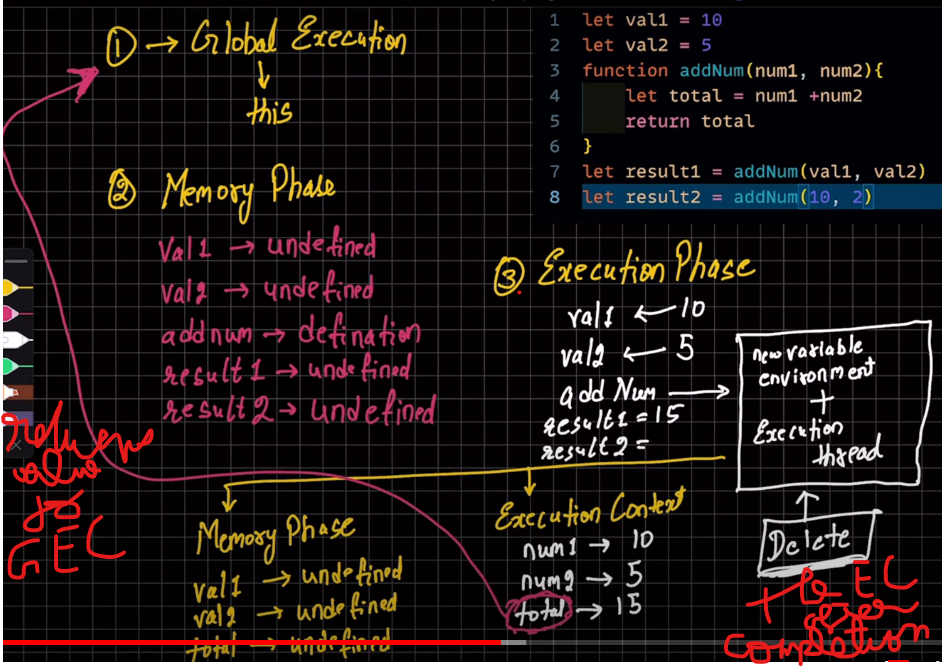 ① → Global Execution
this
② Memory Phase
Val1 → undefined
val2 → undefined
addnum → defination
result1 → undefined
result2 → undefined
1 let val1 = 10
2 let val2 = 5
3 function addNum(num1, num2){
4 let total = num1 +num2
5 return total
6 }
7 let result1 = addNum(val1, val2)
8 let result2 = addNum(10, 2)
③ Execution Phase
val1 ← 10
val2 ← 5
add Num →
result1 = 15
result2 =
new variable
environment
+
Execution
thread
Delete
Memory Phase
val1 → undefined
val2 → undefined
total → undefined
Execution Context
num1 → 10
num2 → 5
total → 15
returns
value
to
GEC
+ EC
completion